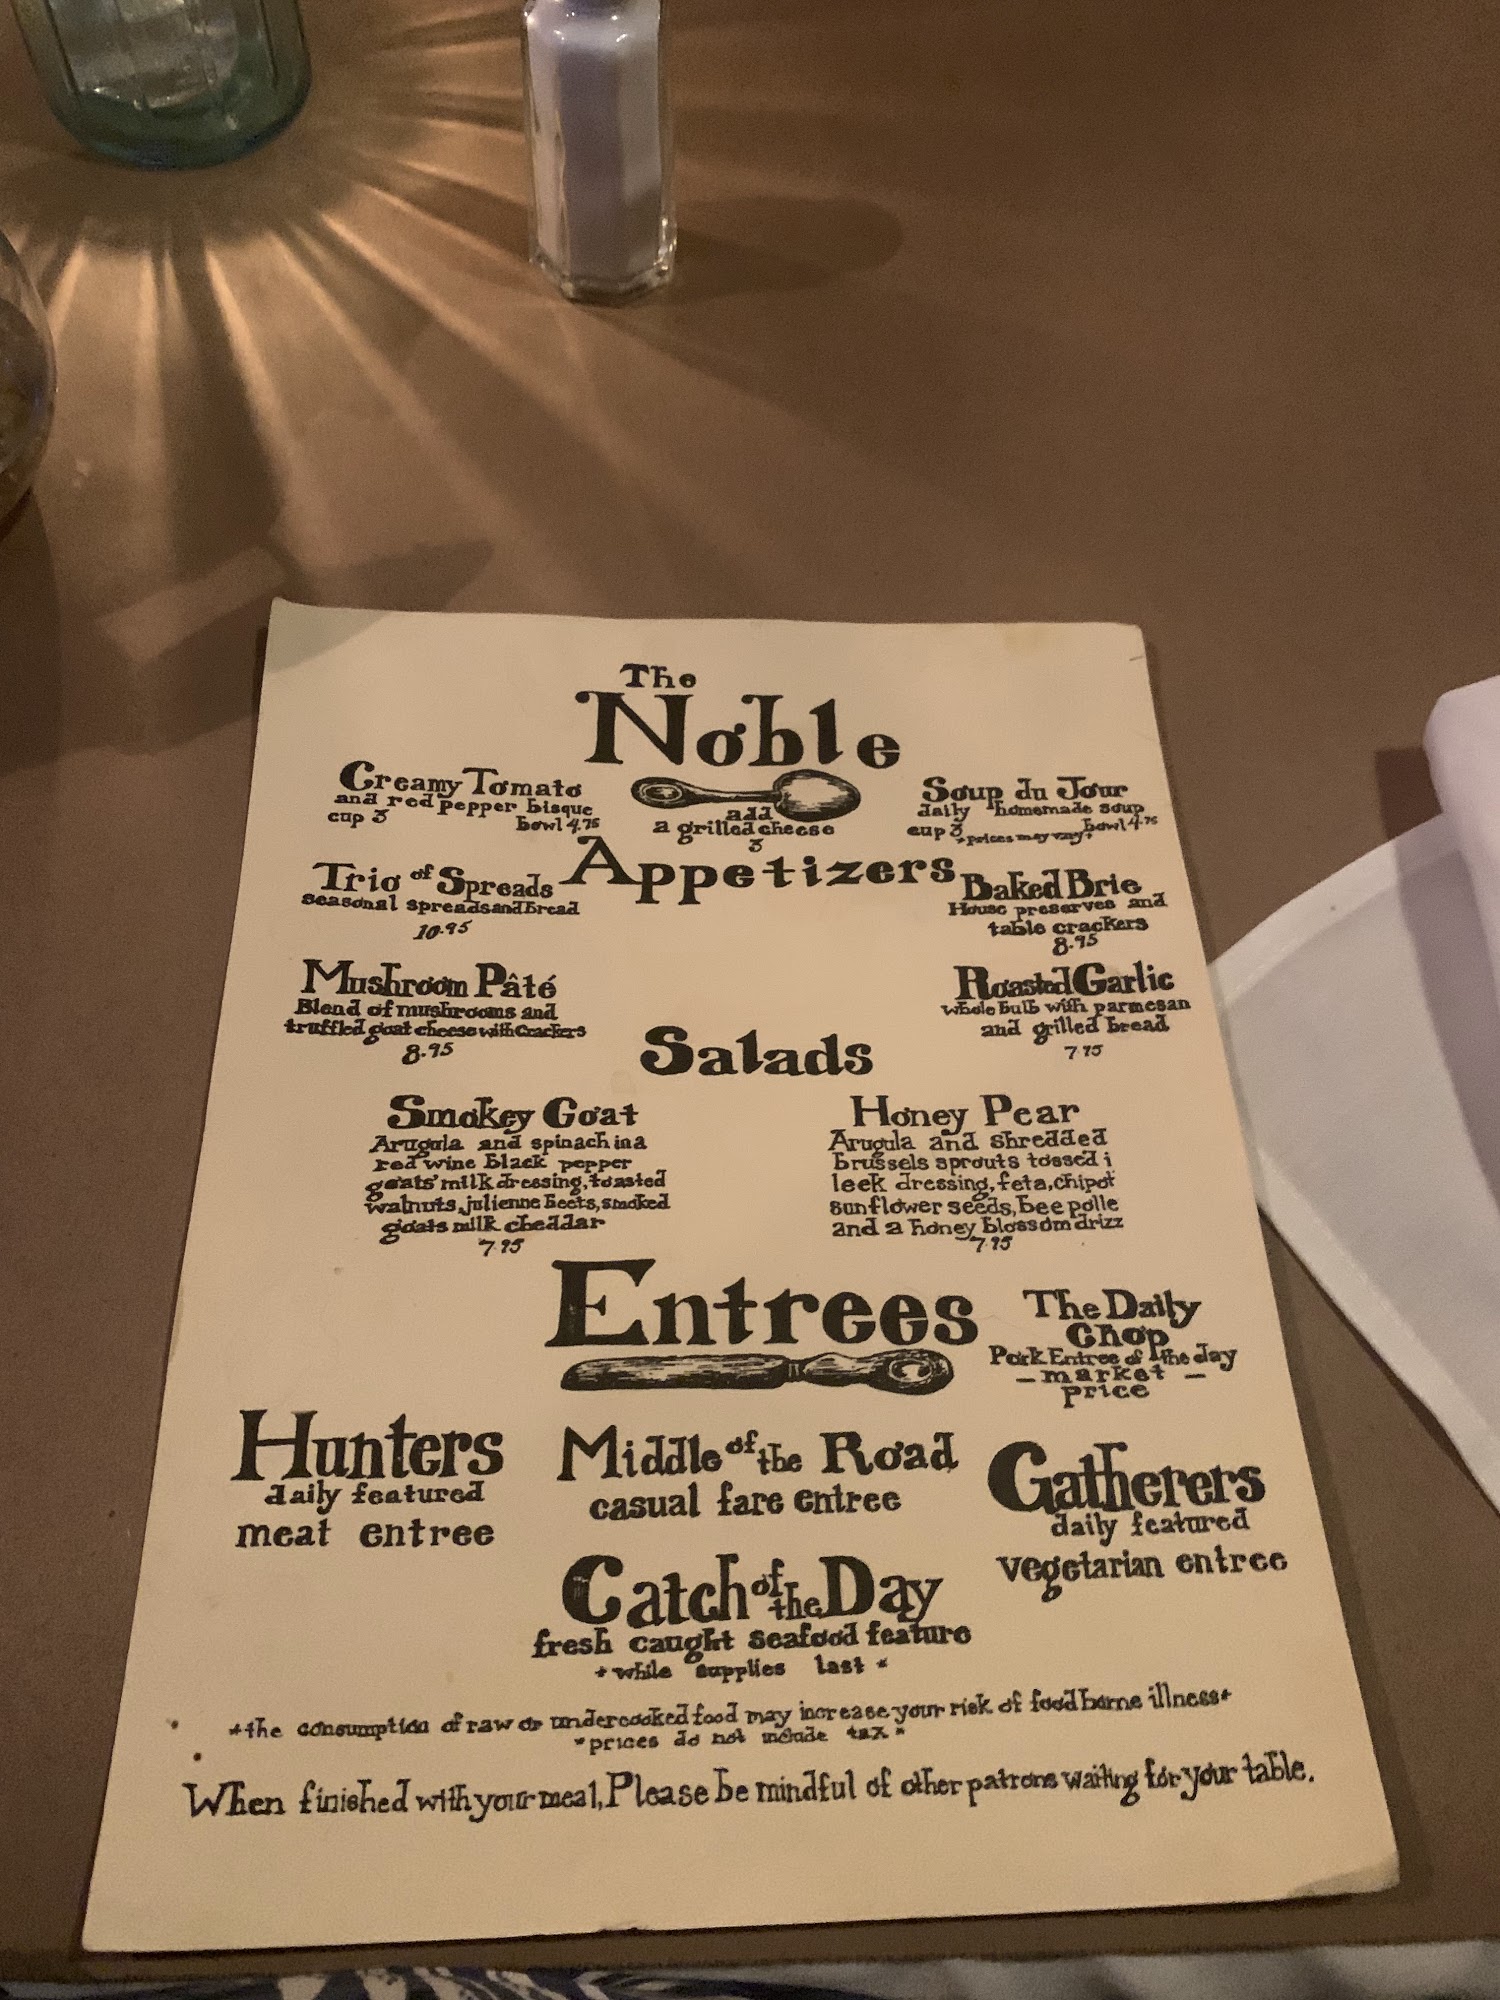 The
Noble
Creamy Tomato
and red pepper bisque
cup 3 bowl 4.75
add
a grilled cheese
3
Soup du Jour
daily homemade soup
cup 3 bowl 4.75
*prices may vary*
Appetizers
Trio of Spreads
seasonal spreads and bread
10.95
Baked Brie
House preserves and
table crackers
8.95
Mushroom Pâté
Blend of mushrooms and
truffled goat cheese with crackers
8.95
Roasted Garlic
whole bulb with parmesan
and grilled bread
7.95
Salads
Smokey Goat
Arugula and spinach in a
red wine black pepper
goats' milk dressing, toasted
walnuts, julienne beets, smoked
goats milk cheddar
7.95
Honey Pear
Arugula and shredded
brussels sprouts tossed i
leek dressing, feta, chipot
sunflower seeds, bee polle
and a honey blossom drizz
7.95
Entrees
The Daily
Chop
Pork Entree of the day
- market -
price
Hunters
daily featured
meat entree
Middle of the Road
casual fare entree
Gatherers
daily featured
vegetarian entree
Catch of the Day
fresh caught seafood feature
*while supplies last*
*the consumption of raw or undercooked food may increase your risk of food borne illness*
*prices do not include tax*
When finished with your meal, Please be mindful of other patrons waiting for your table.